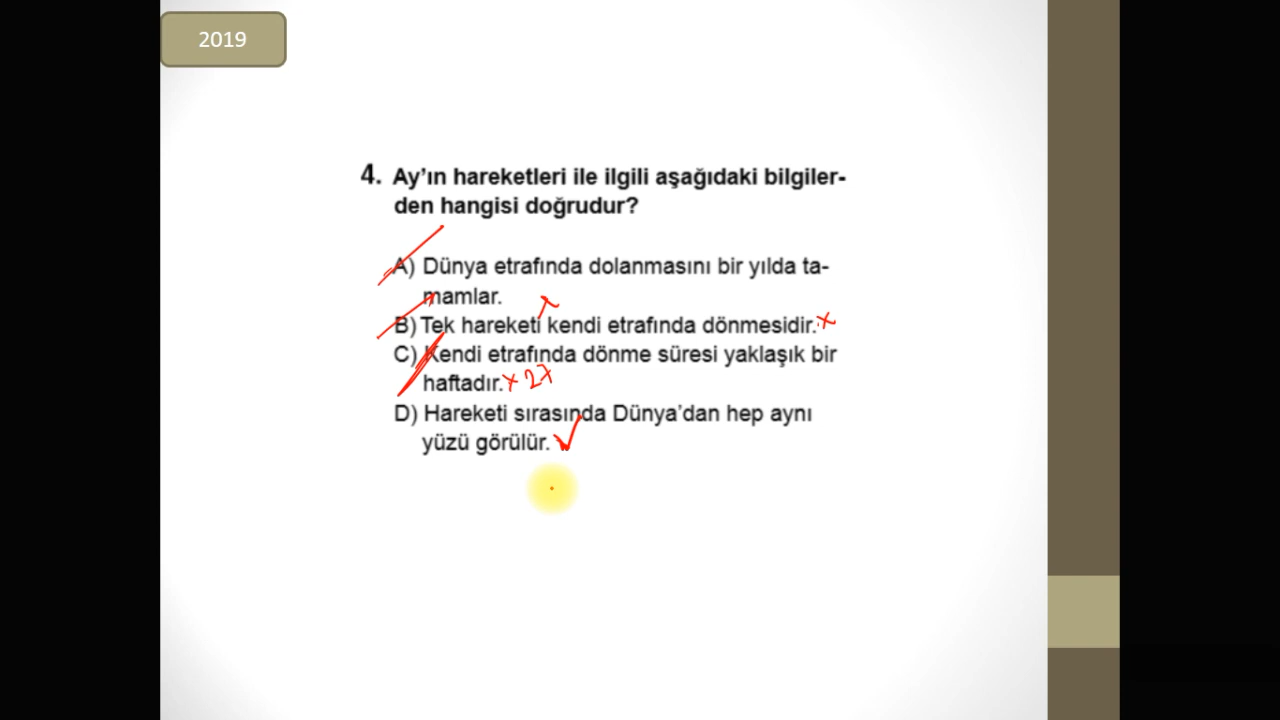 2019
4. Ay'ın hareketleri ile ilgili aşağıdaki bilgiler-
den hangisi doğrudur?
A) Dünya etrafında dolanmasını bir yılda ta-
mamlar.
B) Tek hareketi kendi etrafında dönmesidir.
C) Kendi etrafında dönme süresi yaklaşık bir
haftadır. x 27
D) Hareketi sırasında Dünya'dan hep aynı
yüzü görülür.